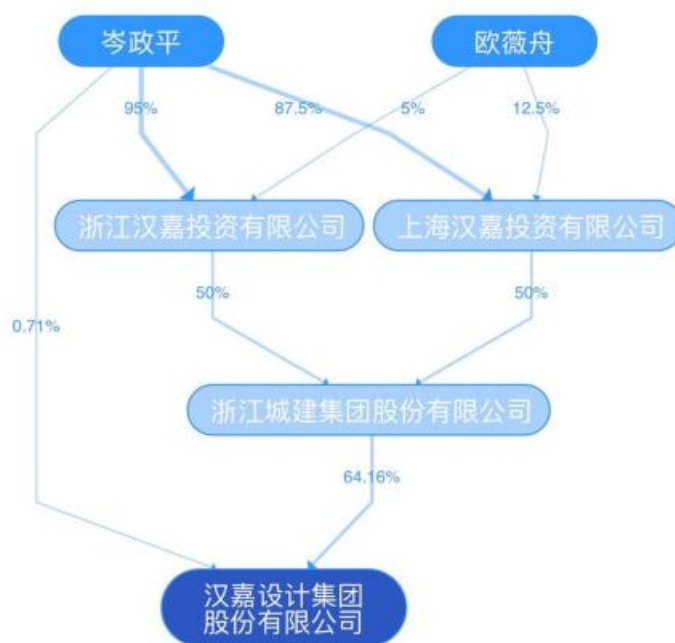 岑政平
欧薇舟
95%
87.5%
5%
12.5%
浙江汉嘉投资有限公司
上海汉嘉投资有限公司
50%
50%
0.71%
浙江城建集团股份有限公司
64.16%
汉嘉设计集团
股份有限公司